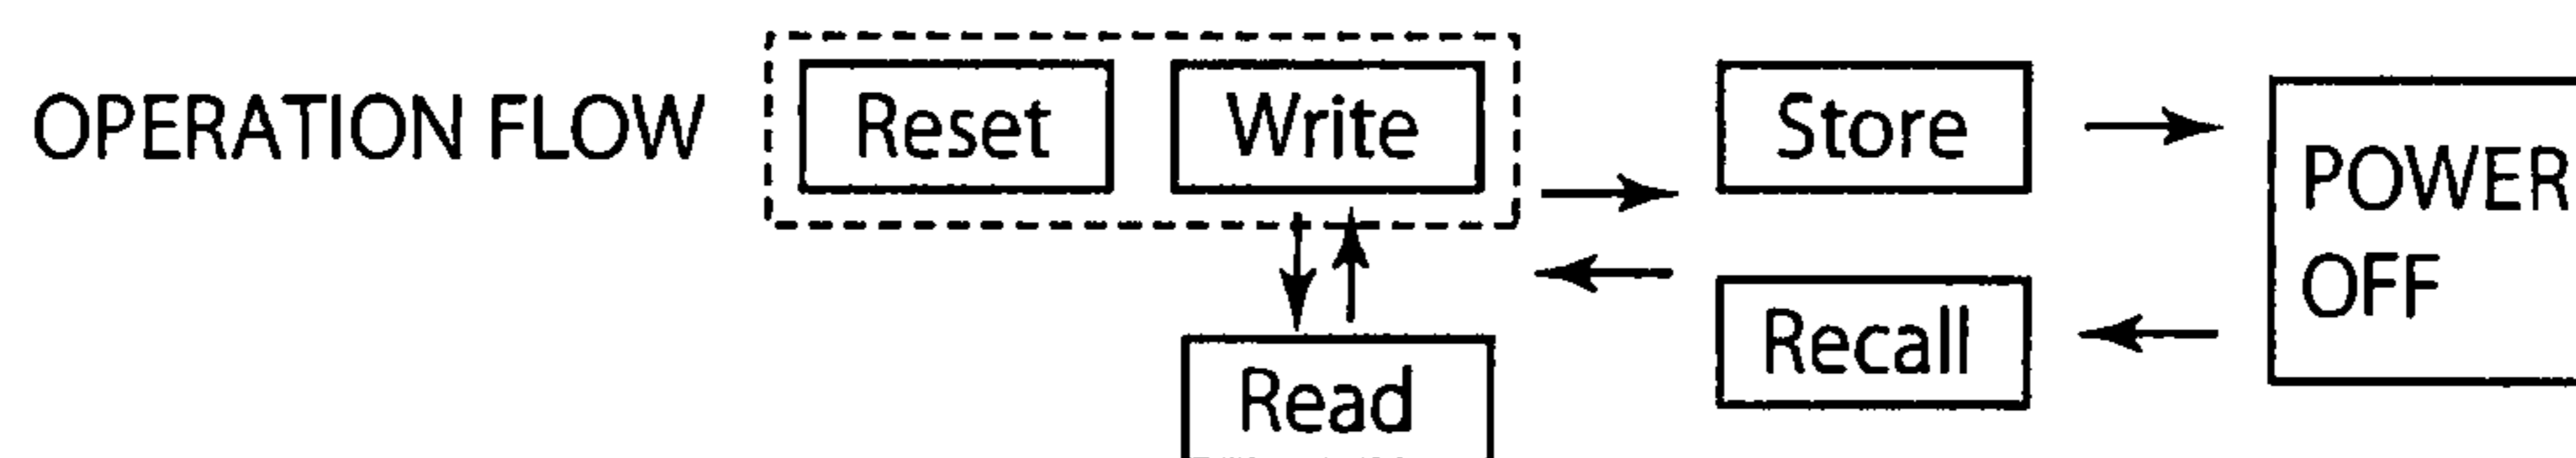 OPERATION FLOW
Reset
Write
Store
POWER
OFF
Recall
Read